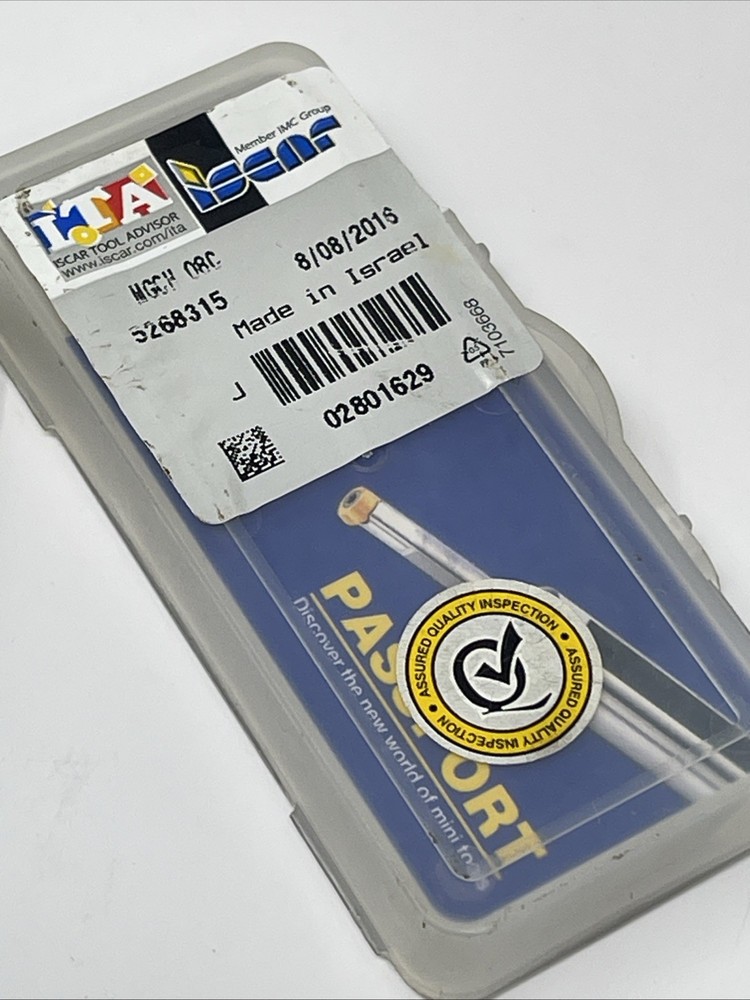 Member IMC Group
ITA
iscar
ISCAR TOOL ADVISOR
www.iscar.com/ita
MGCH 08C
8/08/2016
5268315
Made in Israel
J
02801629
7103668
PASSPORT
Discover the new world of mini tools
ASSURED QUALITY INSPECTION • ASSURED QUALITY INSPECTION •